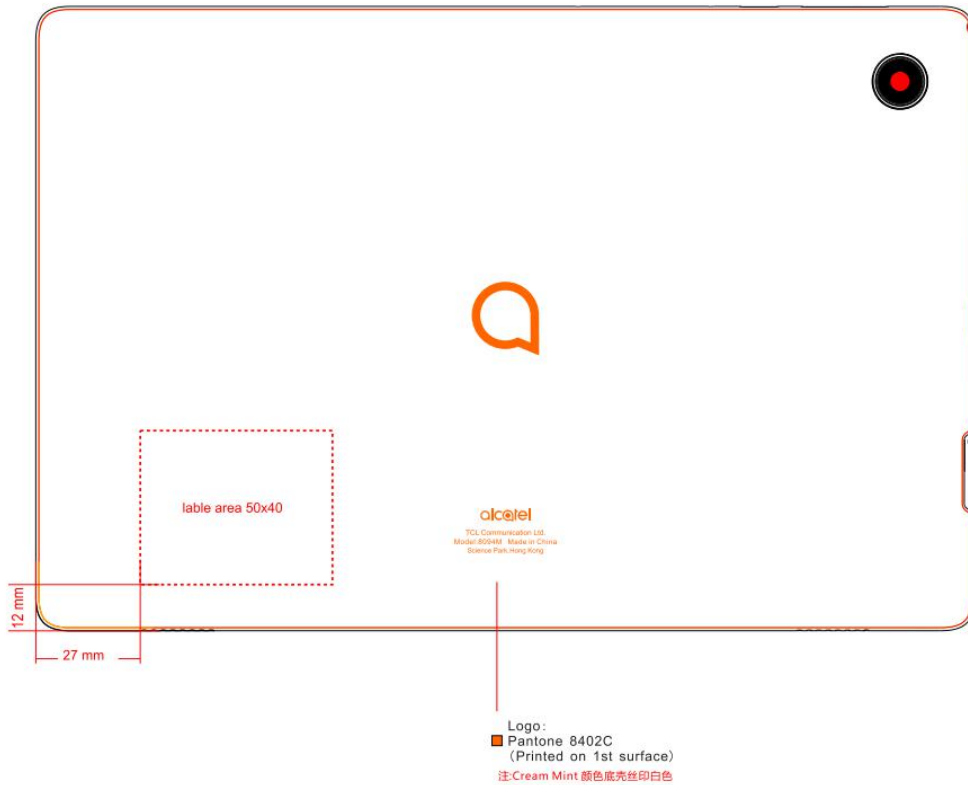 lable area 50x40
alcatel
TCL Communication Ltd.
Model:8094M Made in China
Science Park,Hong Kong
12 mm
27 mm
Logo:
Pantone 8402C
(Printed on 1st surface)
注:Cream Mint 颜色底壳丝印白色